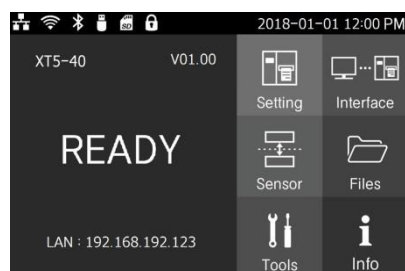 SD
2018-01-01 12:00 PM
XT5-40 V01.00
READY
LAN : 192.168.192.123
Setting Interface
Sensor Files
Tools Info